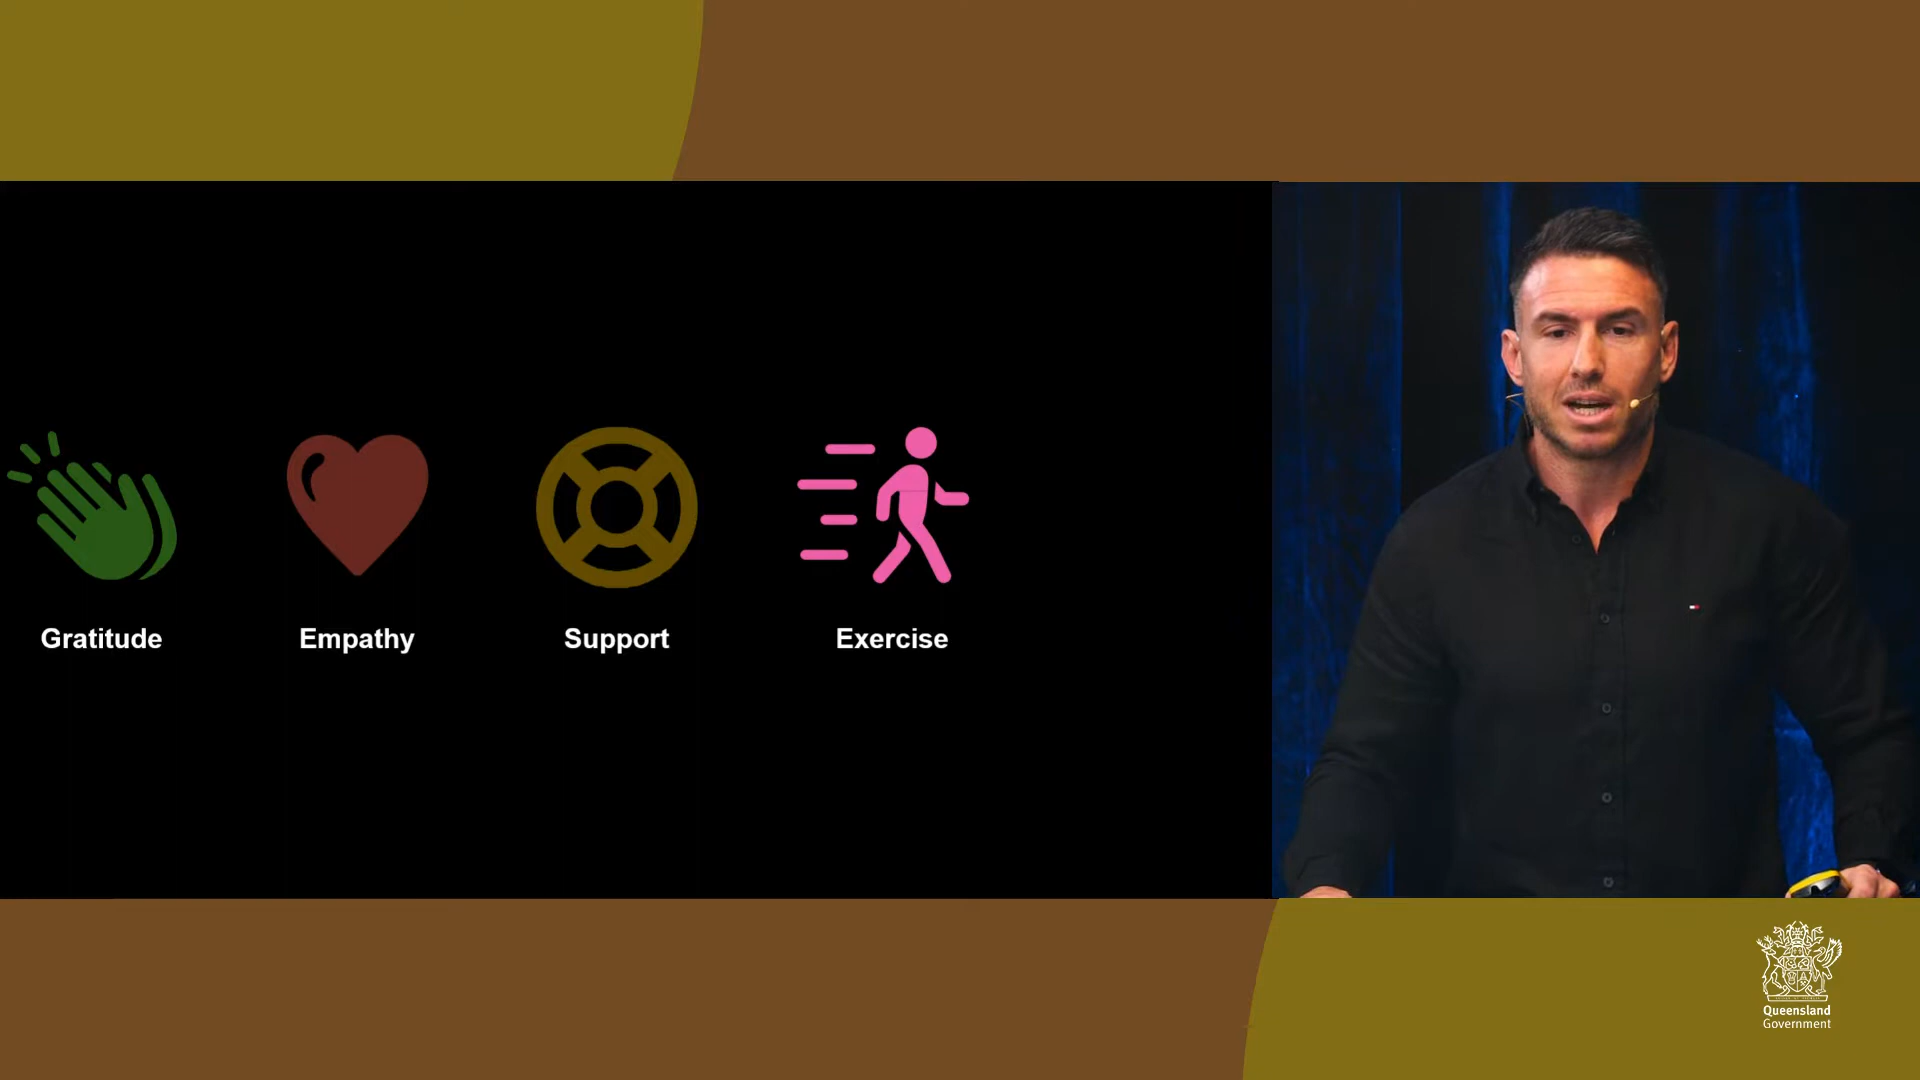 Gratitude
Empathy
Support
Exercise
Queensland
Government